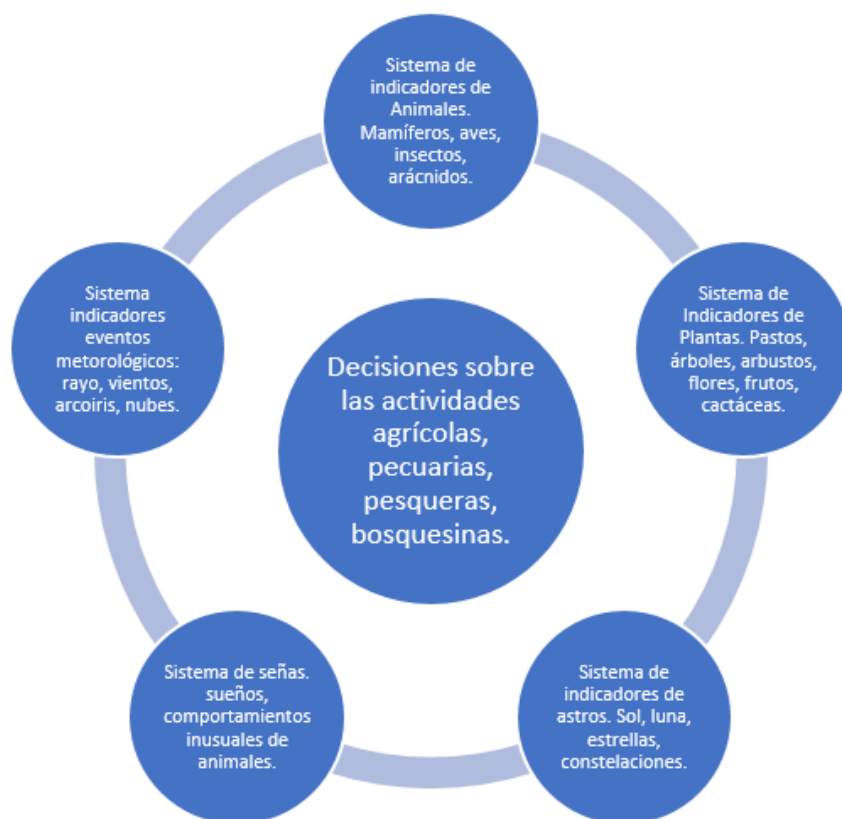 Sistema de
indicadores de
Animales.
Mamíferos, aves,
insectos,
arácnidos.
Sistema de
Indicadores de
Plantas. Pastos,
árboles, arbustos,
flores, frutos,
cactáceas.
Sistema de
indicadores de
astros. Sol, luna,
estrellas,
constelaciones.
Sistema de señas.
sueños,
comportamientos
inusuales de
animales.
Sistema
indicadores
eventos
metorológicos:
rayo, vientos,
arcoiris, nubes.
Decisiones sobre
las actividades
agrícolas,
pecuarias,
pesqueras,
bosquesinas.